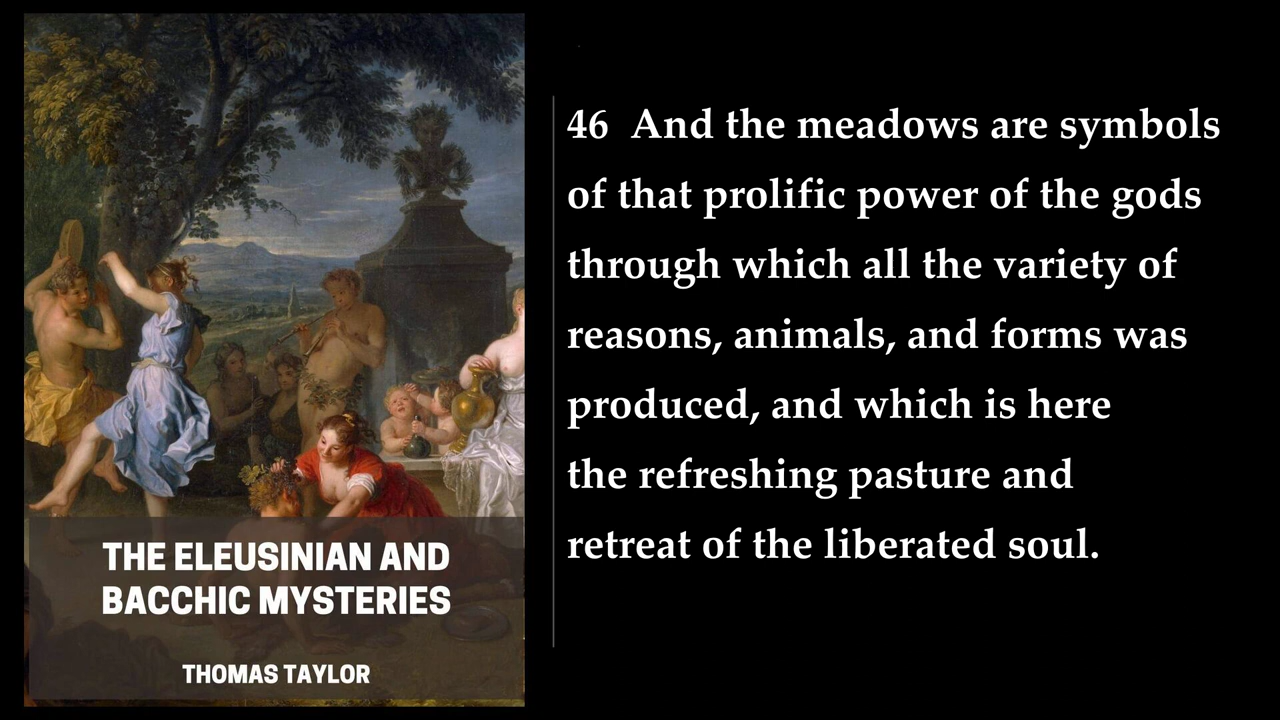 46 And the meadows are symbols
of that prolific power of the gods
through which all the variety of
reasons, animals, and forms was
produced, and which is here
the refreshing pasture and
retreat of the liberated soul.
THE ELEUSINIAN AND
BACCHIC MYSTERIES
THOMAS TAYLOR